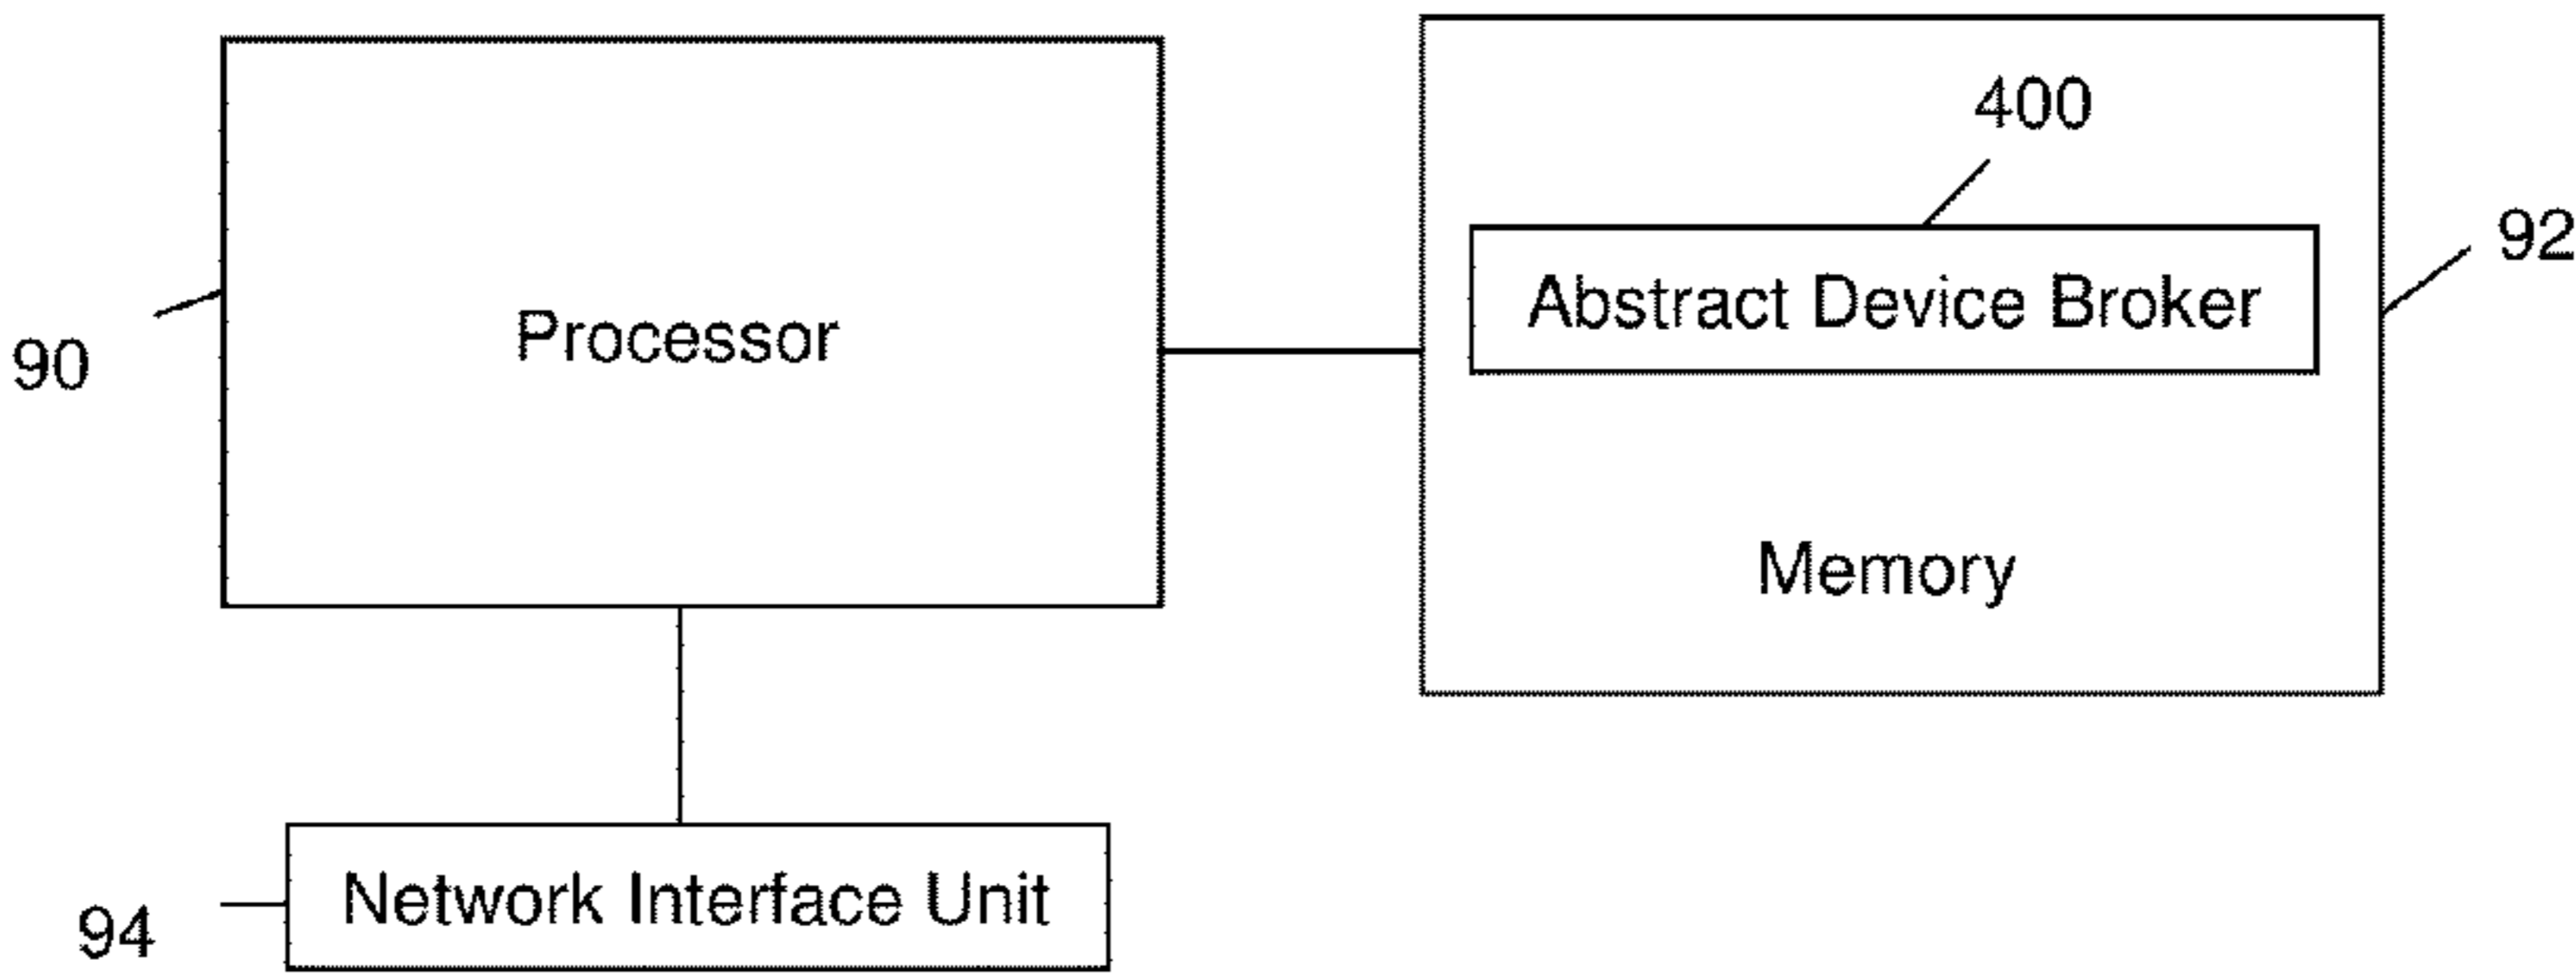 400
Abstract Device Broker
92
Processor
90
Memory
Network Interface Unit
94